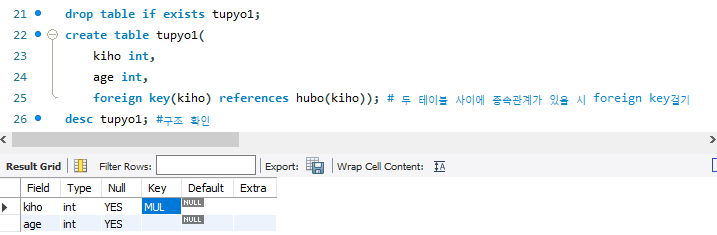 21 drop table if exists tupyo1;
22 create table tupyo1(
23 kiho int,
24 age int,
25 foreign key(kiho) references hubo(kiho)); # 두 테이블 사이에 종속관계가 있을 시 foreign key걸기
26 desc tupyo1; #구조 확인
Result Grid Filter Rows: Export: Wrap Cell Content:
Field Type Null Key Default Extra
kiho int YES MUL NULL
age int YES NULL